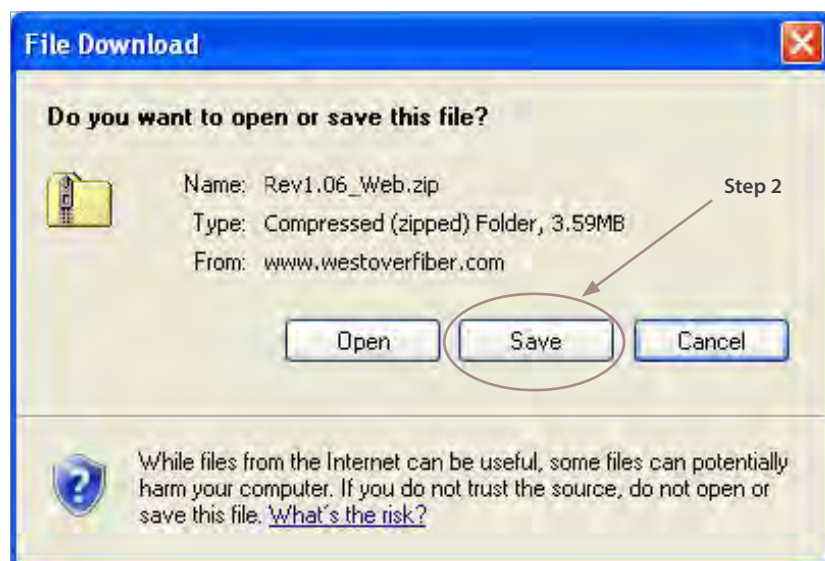 File Download
Do you want to open or save this file?
Name: Rev1.06_Web.zip
Step 2
Type: Compressed (zipped) Folder, 3.59MB
From: www.westoverfiber.com
Open Save Cancel
While files from the Internet can be useful, some files can potentially
harm your computer. If you do not trust the source, do not open or
save this file. What's the risk?